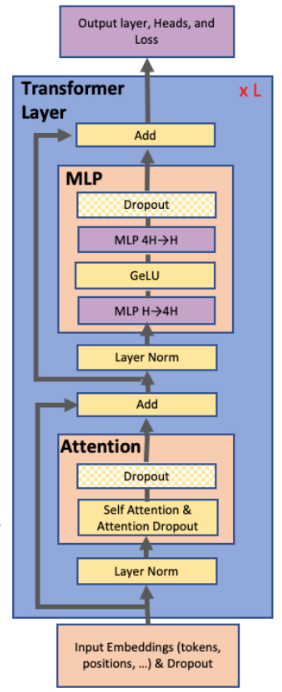 Output layer, Heads, and
Loss
Transformer
Layer
x L
Add
MLP
Dropout
MLP 4H→H
GeLU
MLP H→4H
Layer Norm
Add
Attention
Dropout
Self Attention &
Attention Dropout
Layer Norm
Input Embeddings (tokens,
positions, …) & Dropout